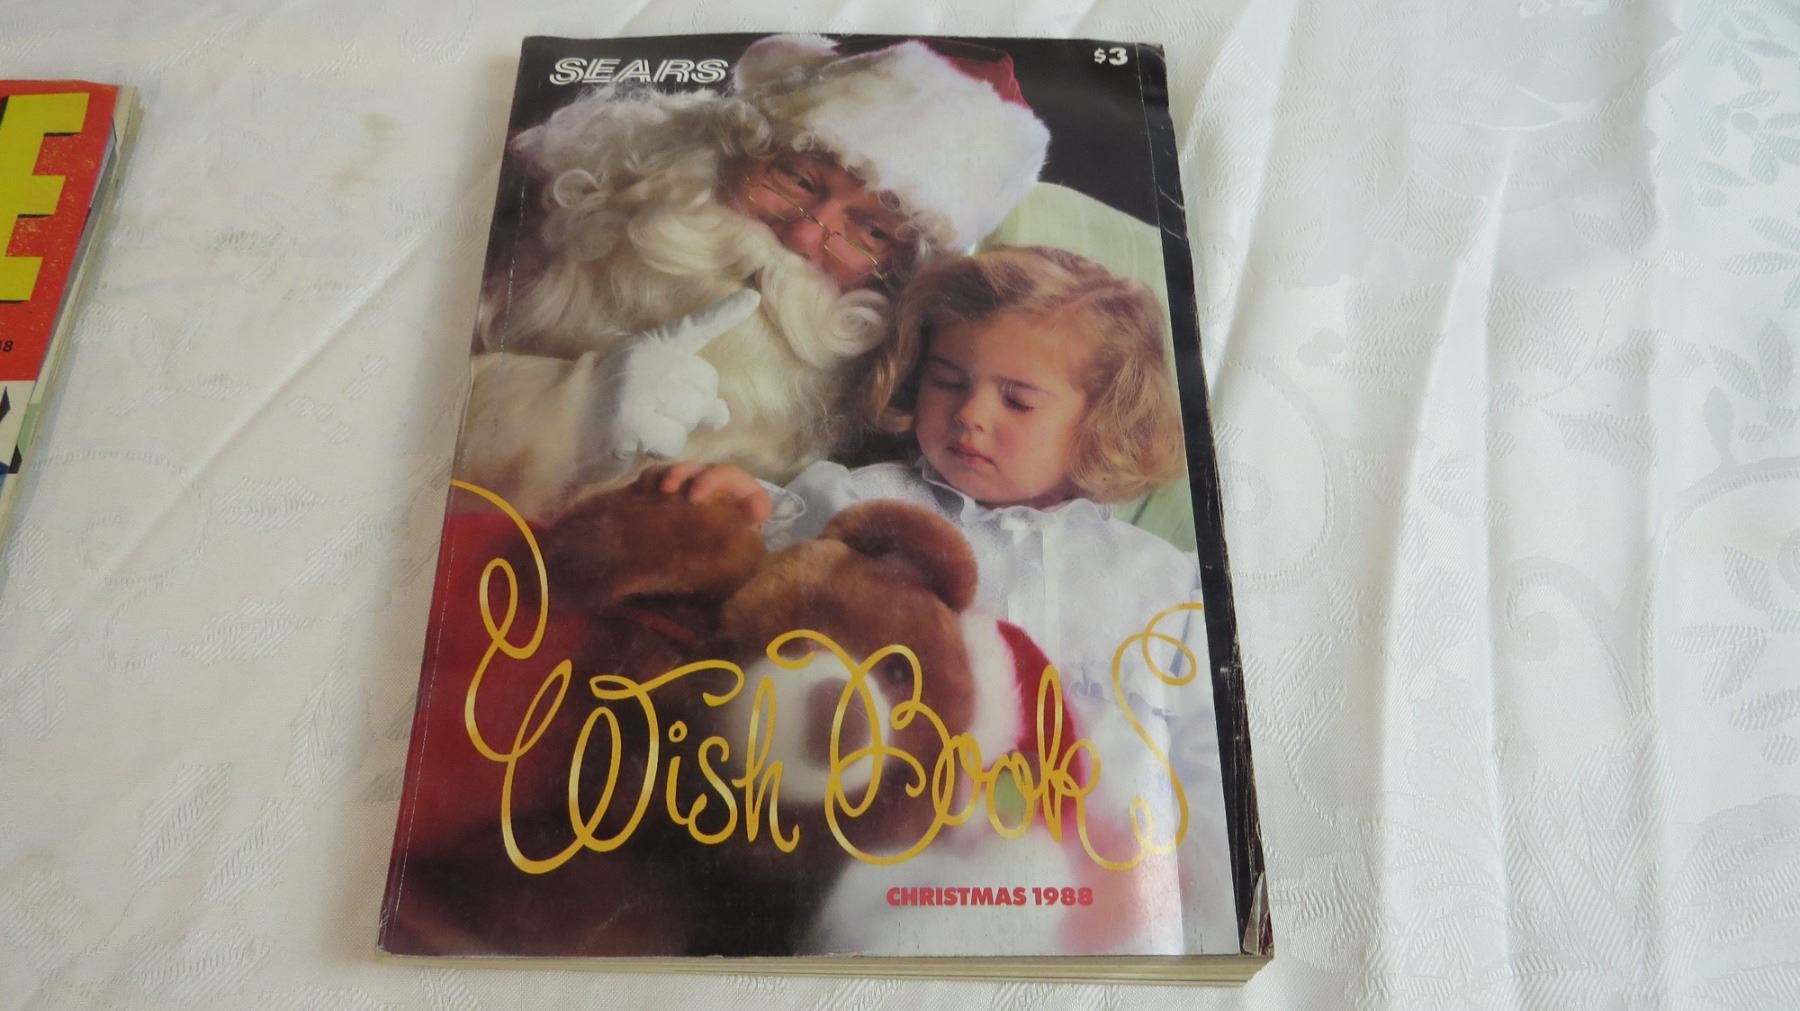 SEARS
$3
Wish Book
CHRISTMAS 1988
E